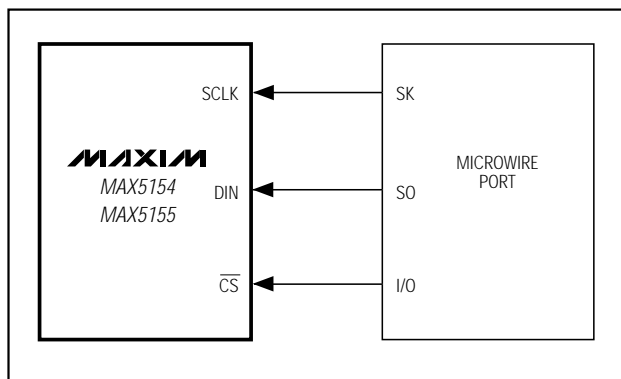 SCLK
SK
MAXIM
MAX5154
MAX5155
DIN
SO
MICROWIRE
PORT
CS
I/O